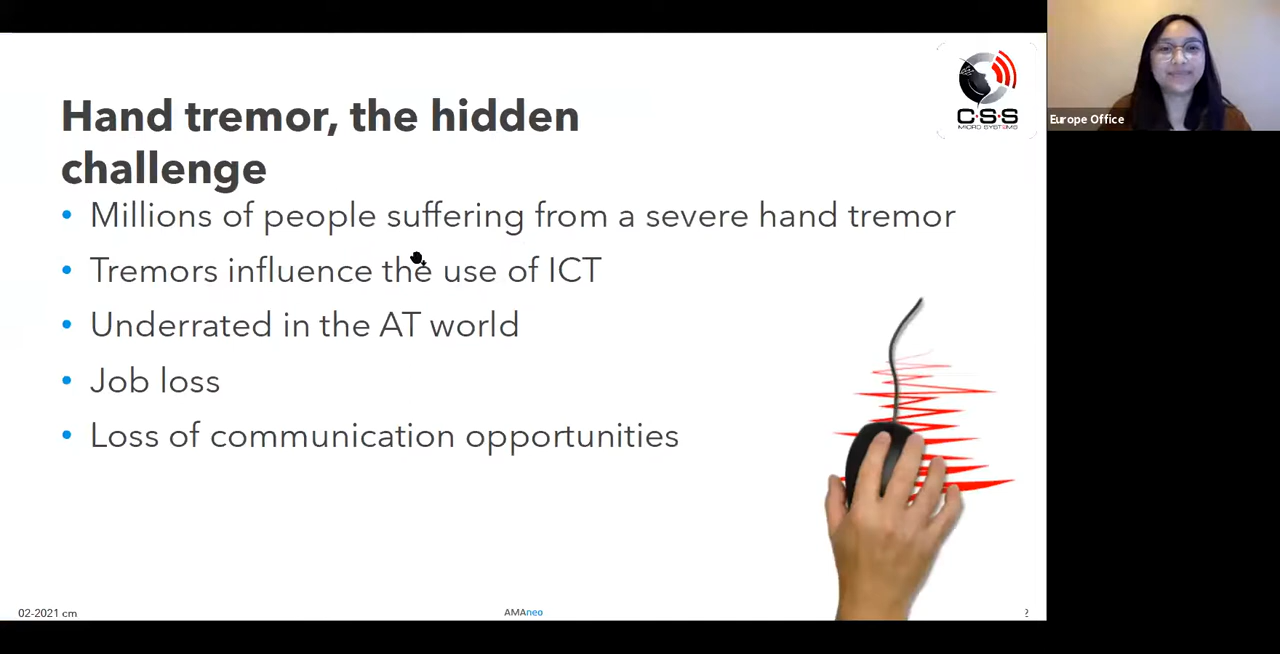 Hand tremor, the hidden
challenge
• Millions of people suffering from a severe hand tremor
• Tremors influence the use of ICT
• Underrated in the AT world
• Job loss
• Loss of communication opportunities
C·S·S
MICRO SYSTEMS
Europe Office
02-2021 cm
AMAneo
2